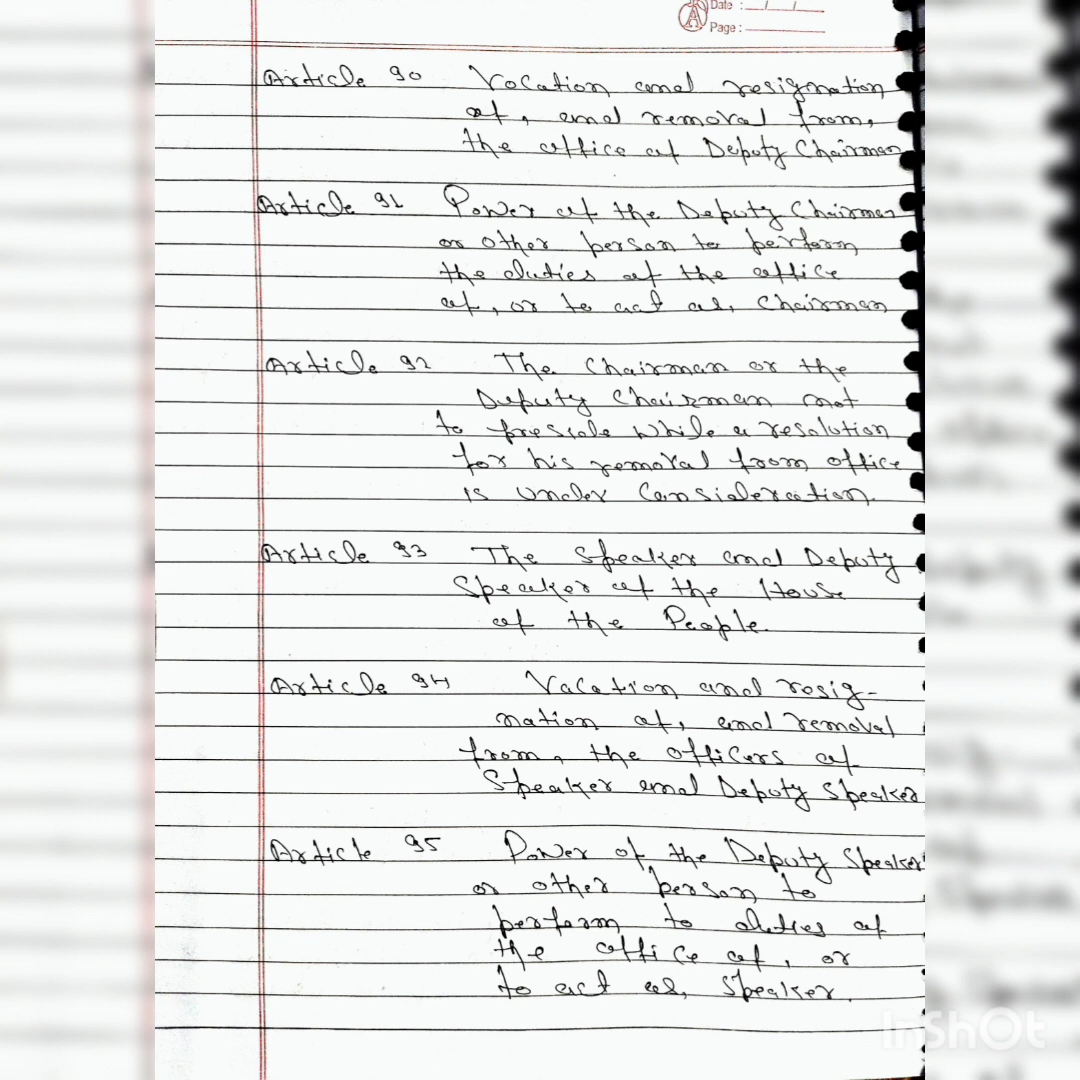 Date : / /
Page :
Article 90 Vocation and resignation
of, and removal from,
the office of Deputy Chairman
Article 91 Power of the Deputy Chairman
or other person to perform
the duties of the office
of, or to act as, Chairman
Article 92 The Chairman or the
Deputy Chairman not
to preside while a resolution
for his removal from office
is under consideration.
Article 93 The Speaker and Deputy
Speaker of the House
of the People.
Article 94 Vacation and resig-
nation of, and removal
from, the officers of
Speaker and Deputy Speaker
Article 95 Power of the Deputy Speaker
or other person to
perform to duties of
the office of, or
to act as, Speaker.
InShOt